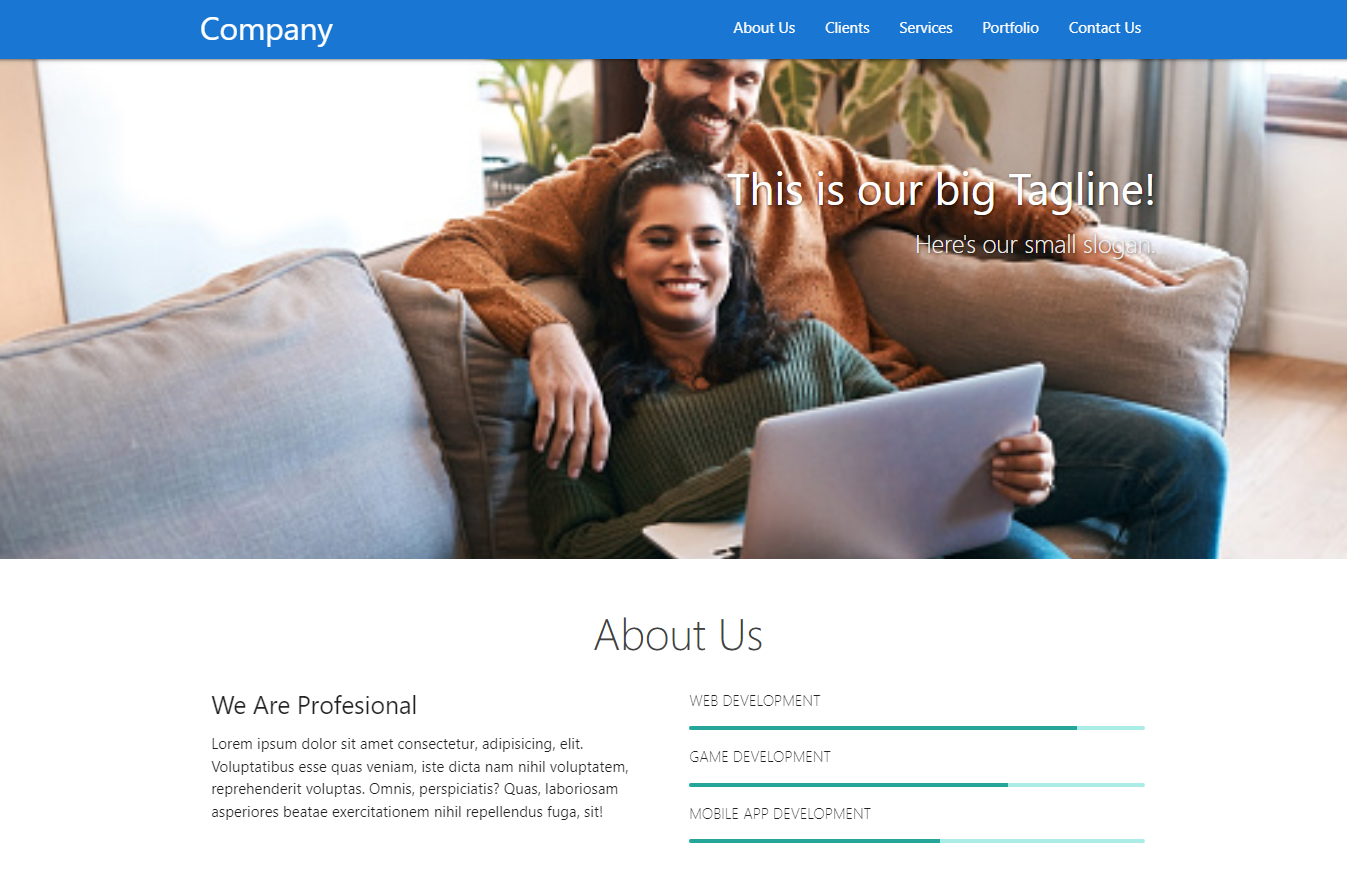 Company
About Us
Clients
Services
Portfolio
Contact Us
This is our big Tagline!
Here's our small slogan.
About Us
We Are Profesional
Lorem ipsum dolor sit amet consectetur, adipisicing, elit.
Voluptatibus esse quas veniam, iste dicta nam nihil voluptatem,
reprehenderit voluptas. Omnis, perspiciatis? Quas, laboriosam
asperiores beatae exercitationem nihil repellendus fuga, sit!
WEB DEVELOPMENT
GAME DEVELOPMENT
MOBILE APP DEVELOPMENT